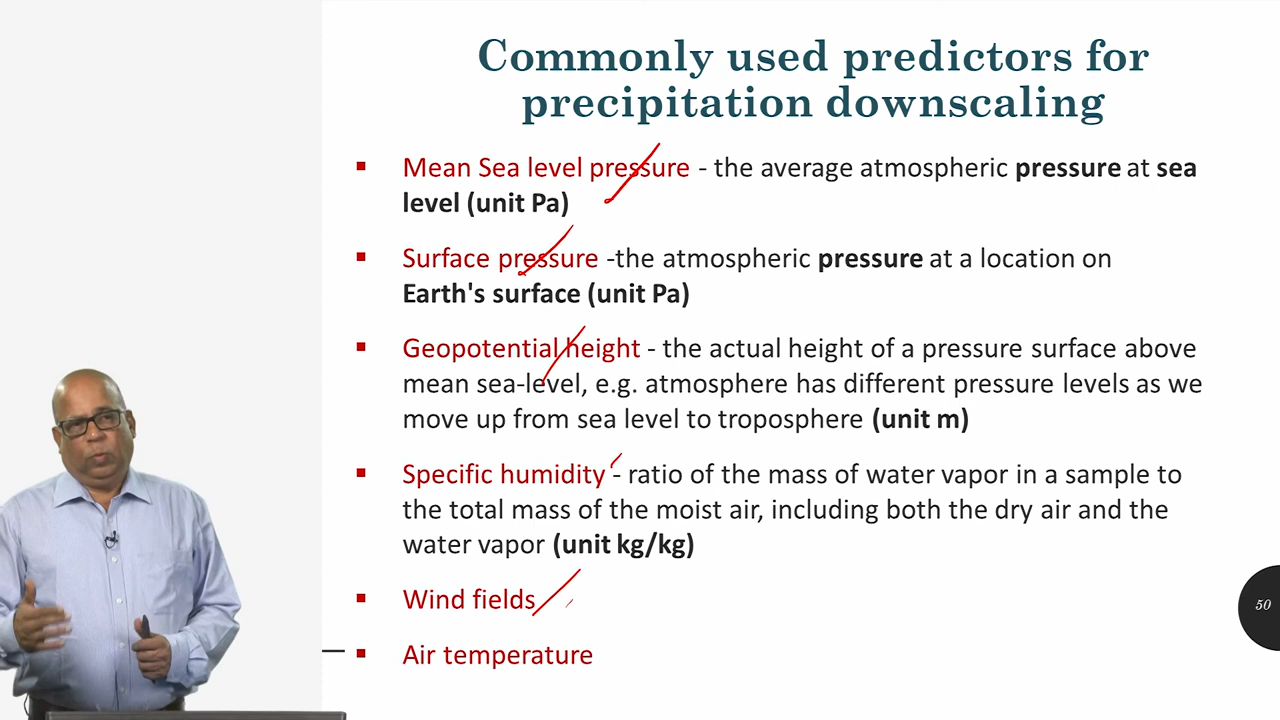 Commonly used predictors for
precipitation downscaling
▪ Mean Sea level pressure - the average atmospheric pressure at sea
level (unit Pa)
▪ Surface pressure -the atmospheric pressure at a location on
Earth's surface (unit Pa)
▪ Geopotential height - the actual height of a pressure surface above
mean sea-level, e.g. atmosphere has different pressure levels as we
move up from sea level to troposphere (unit m)
▪ Specific humidity - ratio of the mass of water vapor in a sample to
the total mass of the moist air, including both the dry air and the
water vapor (unit kg/kg)
▪ Wind fields
▪ Air temperature
50